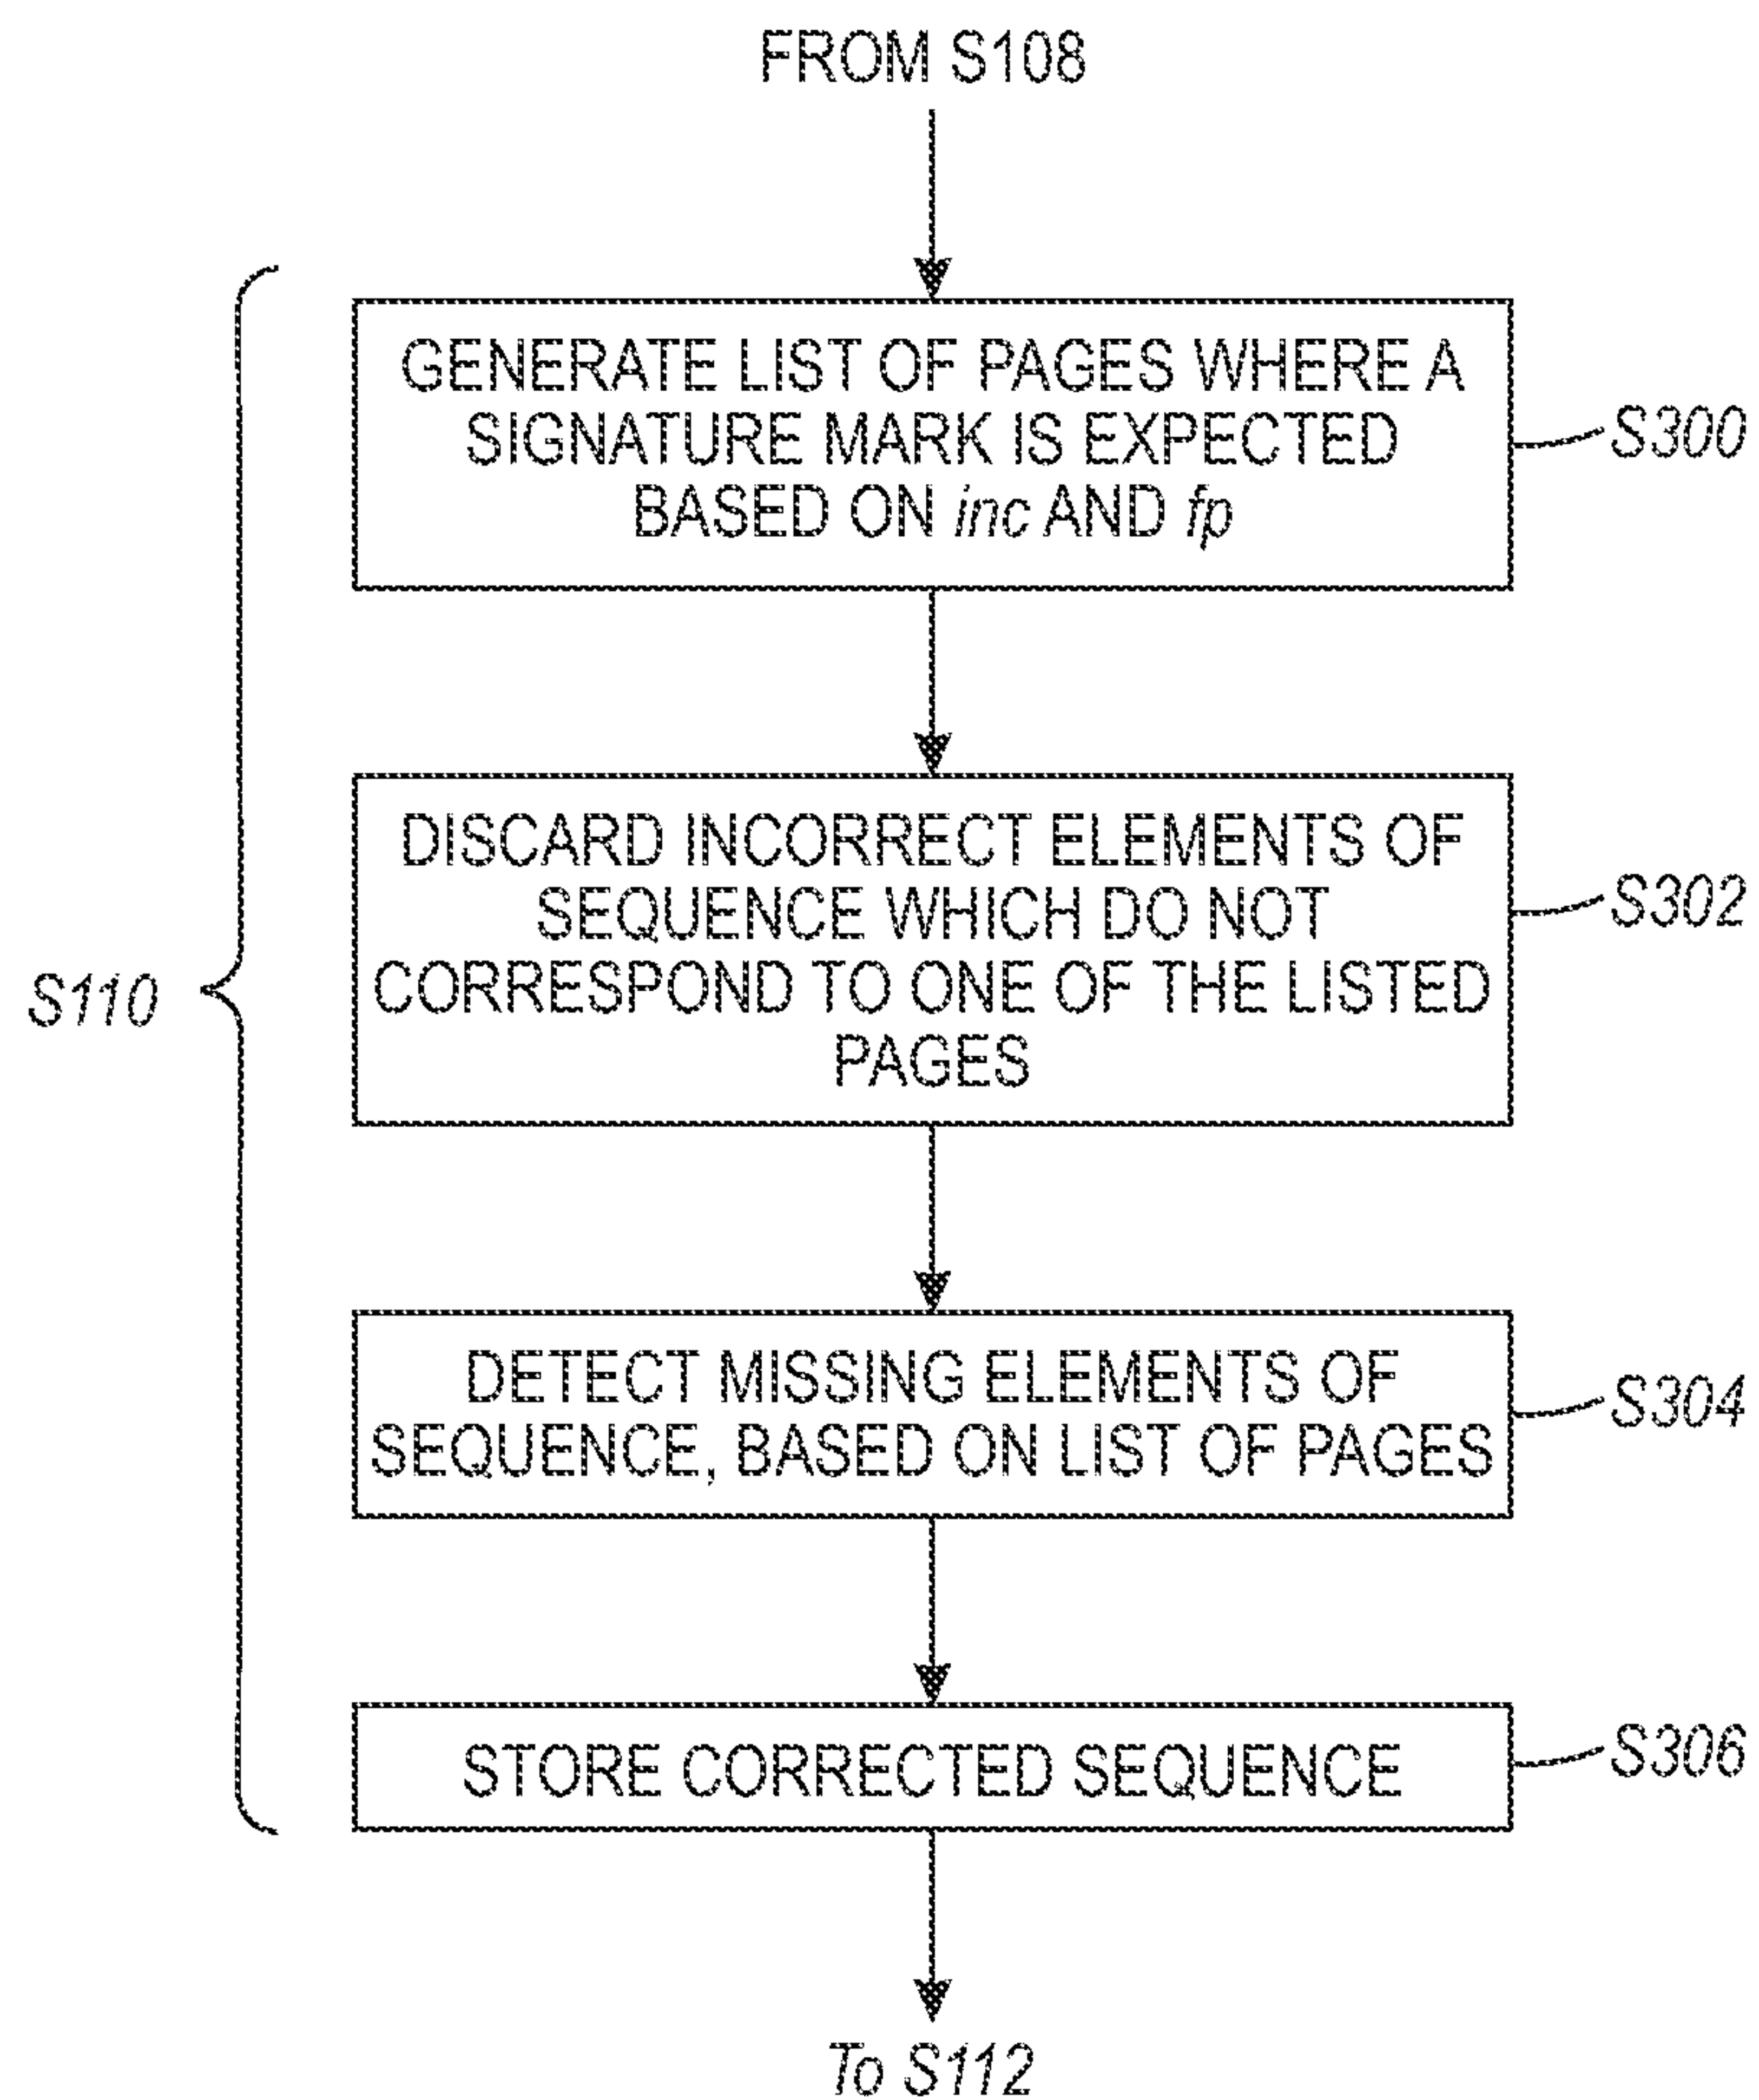 FROM S108
GENERATE LIST OF PAGES WHERE A
SIGNATURE MARK IS EXPECTED
BASED ON inc AND fp
S300
DISCARD INCORRECT ELEMENTS OF
SEQUENCE WHICH DO NOT
CORRESPOND TO ONE OF THE LISTED
PAGES
S302
S110
DETECT MISSING ELEMENTS OF
SEQUENCE, BASED ON LIST OF PAGES
S304
STORE CORRECTED SEQUENCE
S306
To S112